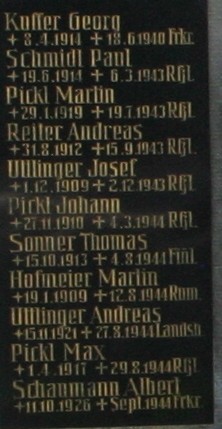 Kuffer Georg
+ 8.4.1914 + 18.6.1940 Frkr.
Schmidt Paul
+ 19.6.1914 + 6.3.1943 Rßl.
Pickl Martin
+ 29.1.1919 + 19.7.1943 Rßl.
Reiter Andreas
+ 31.8.1912 + 15.9.1943 Rßl.
Ulllinger Josef
+ 1.12.1909 + 2.12.1943 Rßl.
Pickl Johann
+ 27.11.1910 + 4.3.1944 Rßl.
Sonner Thomas
+ 15.10.1913 + 4.8.1944 Finl.
Hofmeier Martin
+ 19.1.1909 + 12.8.1944 Rum.
Ulllinger Andreas
+ 15.11.1921 + 27.8.1944 Landsh
Pickl Max
+ 1.4.1917 + 29.8.1944 Rßl.
Schaumann Albert
+ 11.10.1926 + Sept.1944 Frkr.